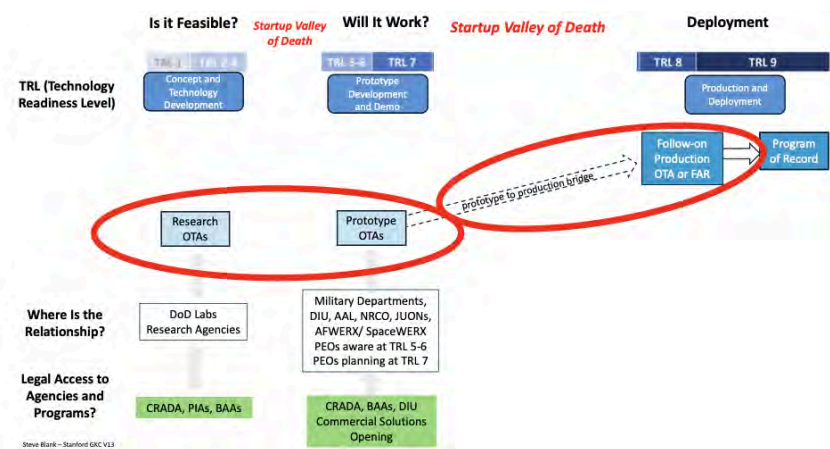 Is it Feasible?
Startup Valley
of Death
Will It Work?
Startup Valley of Death
Deployment
TRL (Technology
Readiness Level)
TRL 1
TRL 2-4
Concept and
Technology
Development
TRL 5-6
TRL 7
Prototype
Development
and Demo
TRL 8
TRL 9
Production and
Deployment
Follow-on
Production
OTA or FAR
Program
of Record
prototype to production bridge
Research
OTAs
Prototype
OTAs
Where Is the
Relationship?
DoD Labs
Research Agencies
Military Departments,
DIU, AAL, NRCO, JUONs,
AFWERX/ SpaceWERX
PEOs aware at TRL 5-6
PEOs planning at TRL 7
Legal Access to
Agencies and
Programs?
CRADA, PIAs, BAAs
CRADA, BAAs, DIU
Commercial Solutions
Opening
Steve Blank – Stanford GKC V13